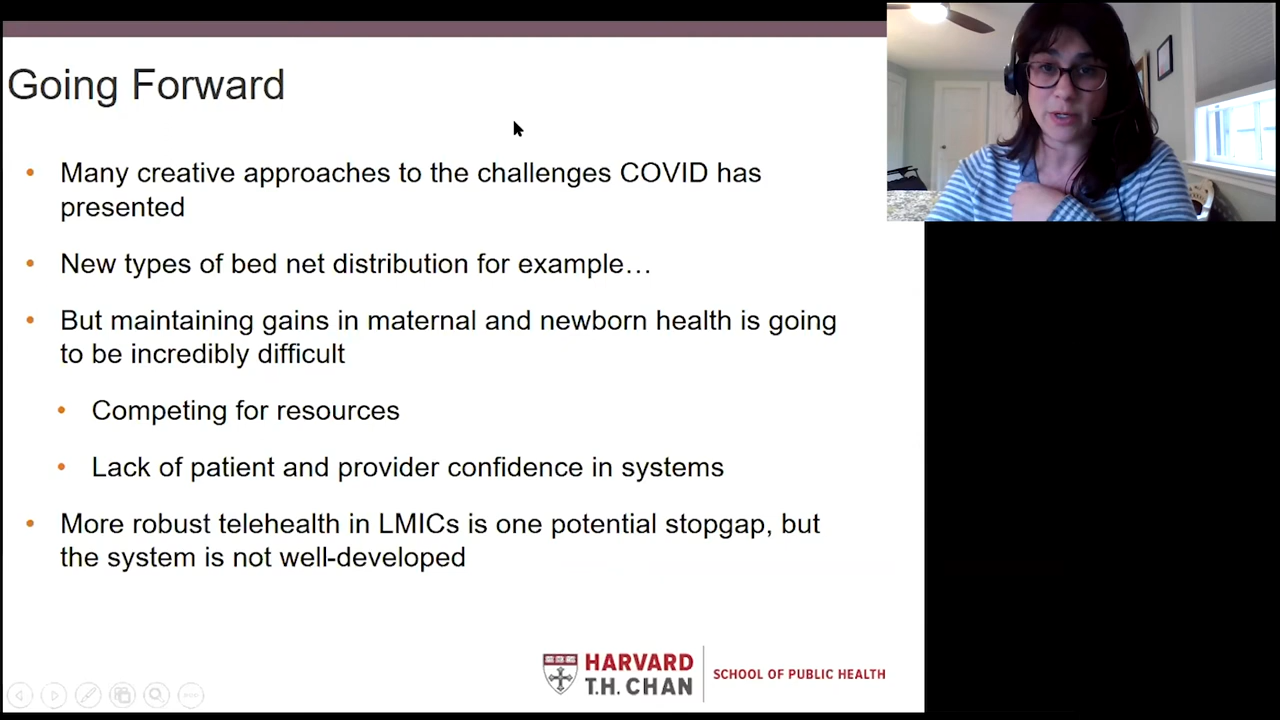 Going Forward
Many creative approaches to the challenges COVID has
presented
New types of bed net distribution for example…
But maintaining gains in maternal and newborn health is going
to be incredibly difficult
Competing for resources
Lack of patient and provider confidence in systems
More robust telehealth in LMICs is one potential stopgap, but
the system is not well-developed
HARVARD
T.H. CHAN
SCHOOL OF PUBLIC HEALTH